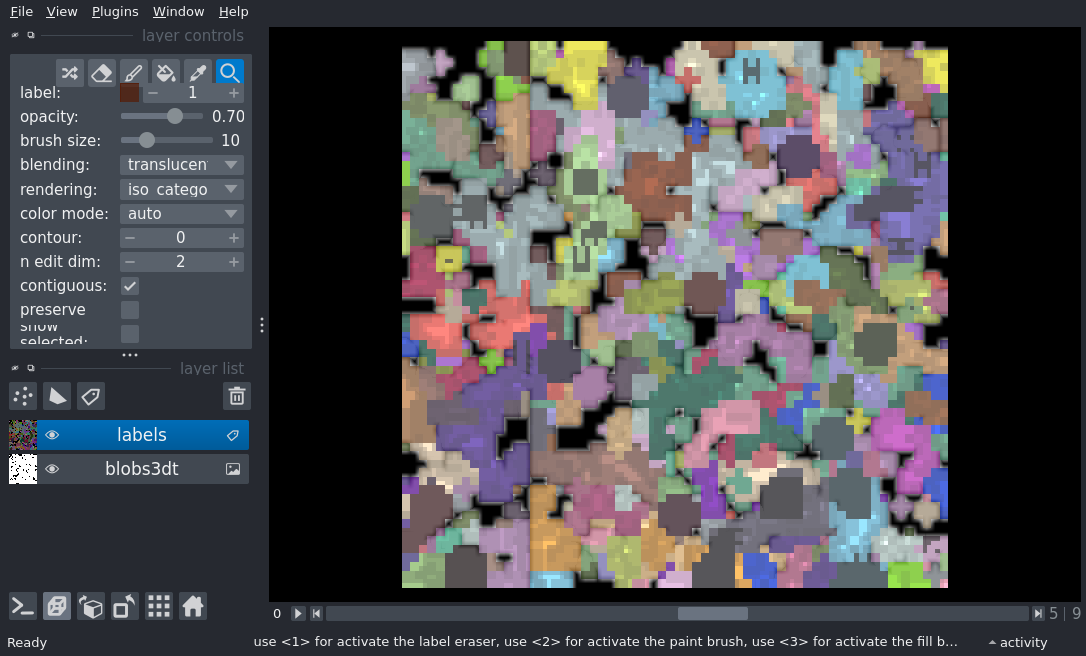 File View Plugins Window Help
layer controls
label: 1
opacity: 0.70
brush size: 10
blending: translucen
rendering: iso catego
color mode: auto
contour: 0
n edit dim: 2
contiguous:
preserve
show
selected:
layer list
labels
blobs3dt
0 5 | 9
Ready use <1> for activate the label eraser, use <2> for activate the paint brush, use <3> for activate the fill b... activity